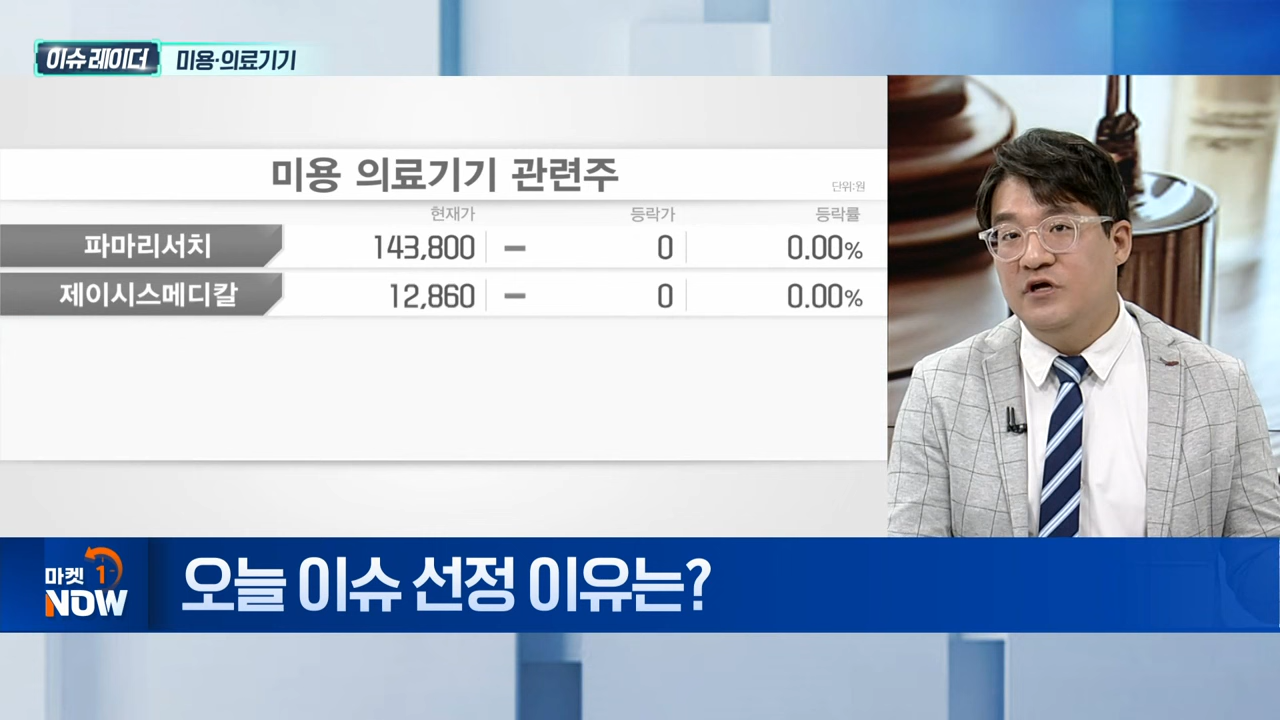 이슈레이더 미용·의료기기
미용 의료기기 관련주
단위:원
현재가 등락가 등락률
파마리서치 143,800 – 0 0.00%
제이시스메디칼 12,860 – 0 0.00%
마켓 1 NOW
오늘 이슈 선정 이유는?